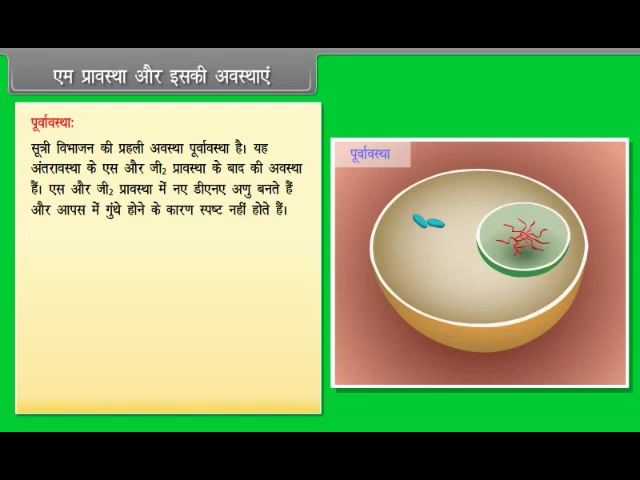 एम प्रावस्था और इसकी अवस्थाएं
पूर्वावस्थाः
सूत्री विभाजन की प्रहली अवस्था पूर्वावस्था है। यह
अंतरावस्था के एस और जी₂ प्रावस्था के बाद की अवस्था
हैं। एस और जी₂ प्रावस्था में नए डीएनए अणु बनते हैं
और आपस में गुंथे होने के कारण स्पष्ट नहीं होते हैं।
पूर्वावस्था